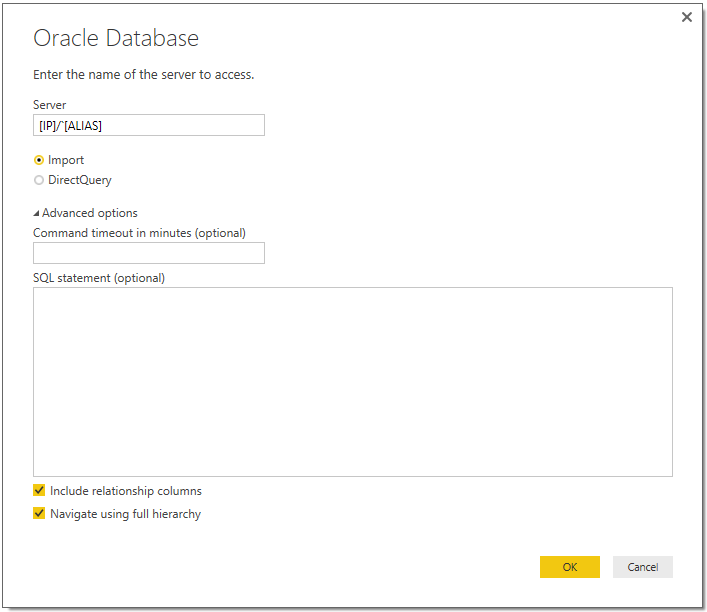 Oracle Database
Enter the name of the server to access.
Server
[IP]/`[ALIAS]
Import
DirectQuery
Advanced options
Command timeout in minutes (optional)
SQL statement (optional)
Include relationship columns
Navigate using full hierarchy
OK Cancel